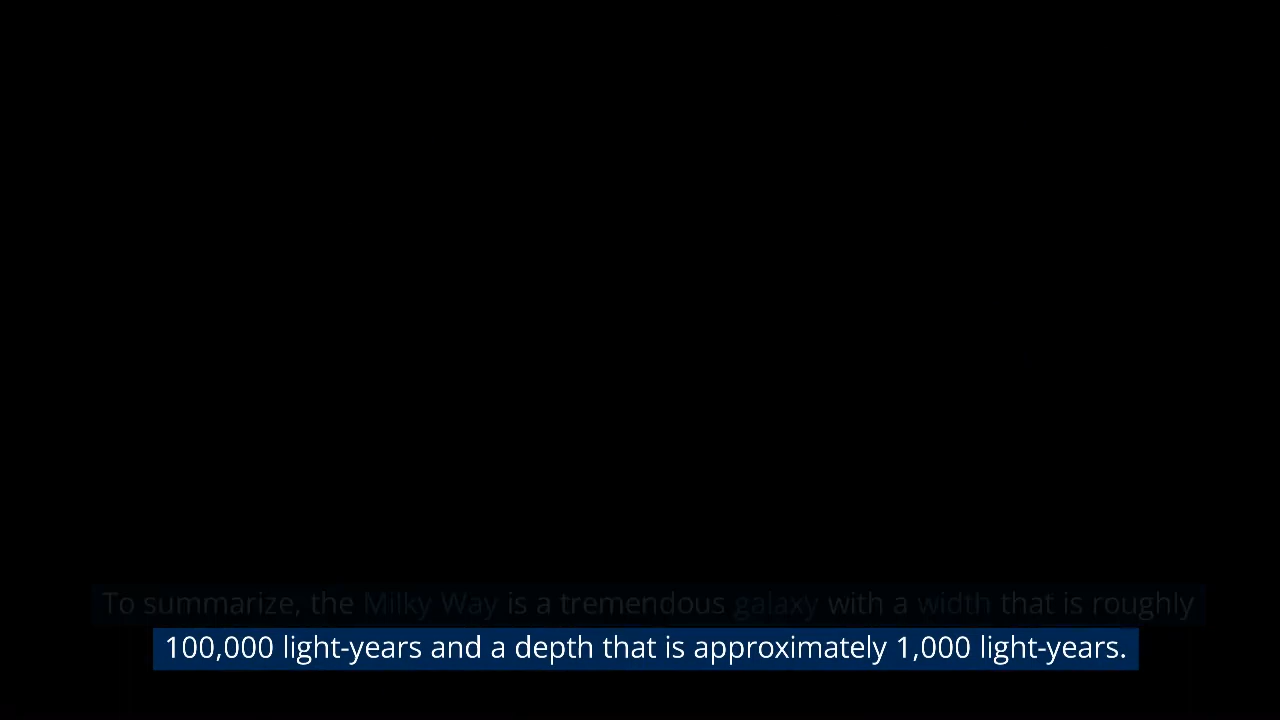 To summarize, the Milky Way is a tremendous galaxy with a width that is roughly
100,000 light-years and a depth that is approximately 1,000 light-years.